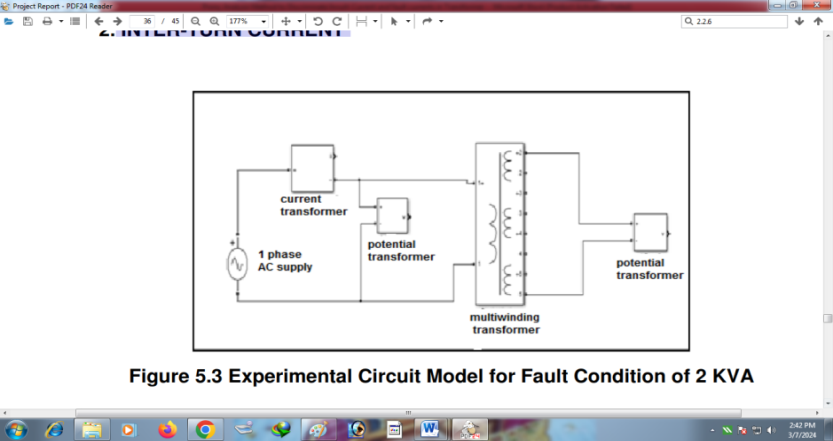 Project Report - PDF24 Reader
36 / 45
177%
2.2.6
2. INTER-TURN CURRENT
current
transformer
potential
transformer
1 phase
AC supply
potential
transformer
multiwinding
transformer
Figure 5.3 Experimental Circuit Model for Fault Condition of 2 KVA
2:42 PM
3/7/2024